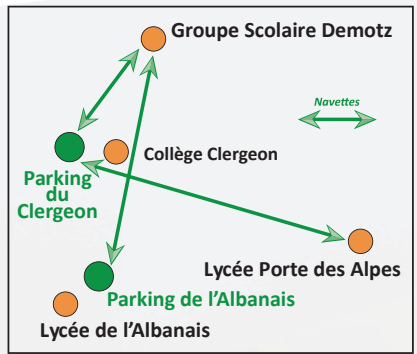 Groupe Scolaire Demotz
Navettes
Collège Clergeon
Parking
du
Clergeon
Lycée Porte des Alpes
Parking de l'Albanais
Lycée de l'Albanais